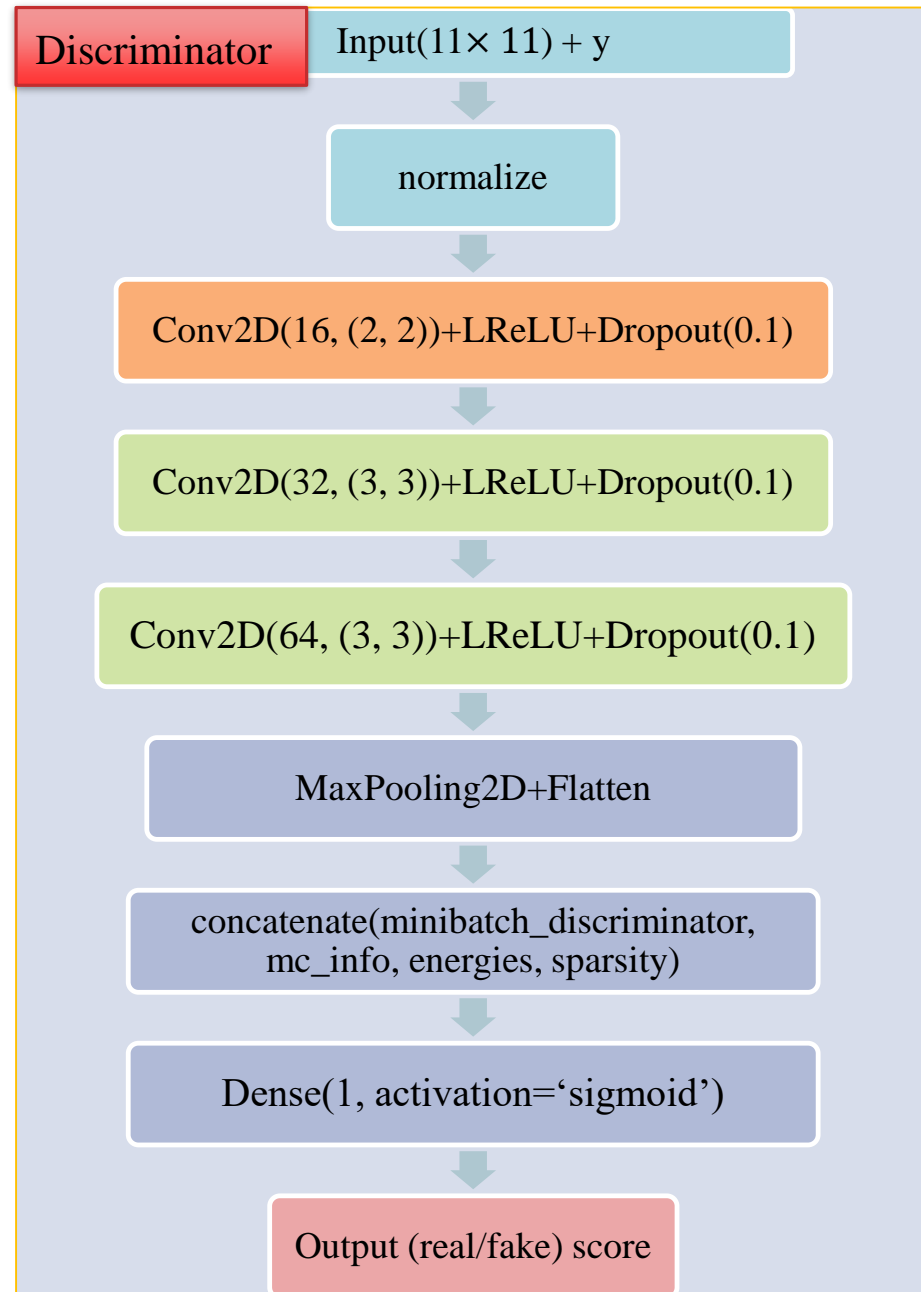 Discriminator
Input(11× 11) + y
normalize
Conv2D(16, (2, 2))+LReLU+Dropout(0.1)
Conv2D(32, (3, 3))+LReLU+Dropout(0.1)
Conv2D(64, (3, 3))+LReLU+Dropout(0.1)
MaxPooling2D+Flatten
concatenate(minibatch_discriminator,
mc_info, energies, sparsity)
Dense(1, activation=‘sigmoid’)
Output (real/fake) score